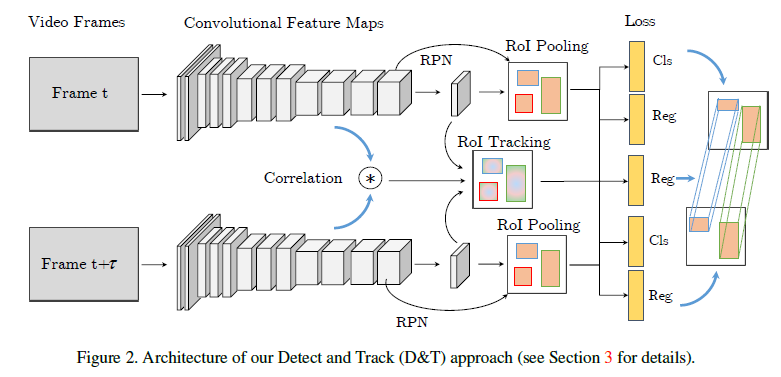 Video Frames
Convolutional Feature Maps
Loss
RoI Pooling
RPN
Cls
Frame t
RPN
Reg
RoI Tracking
Correlation
*
Reg
RoI Pooling
Cls
Frame t+τ
Reg
RPN
Figure 2. Architecture of our Detect and Track (D&T) approach (see Section 3 for details).